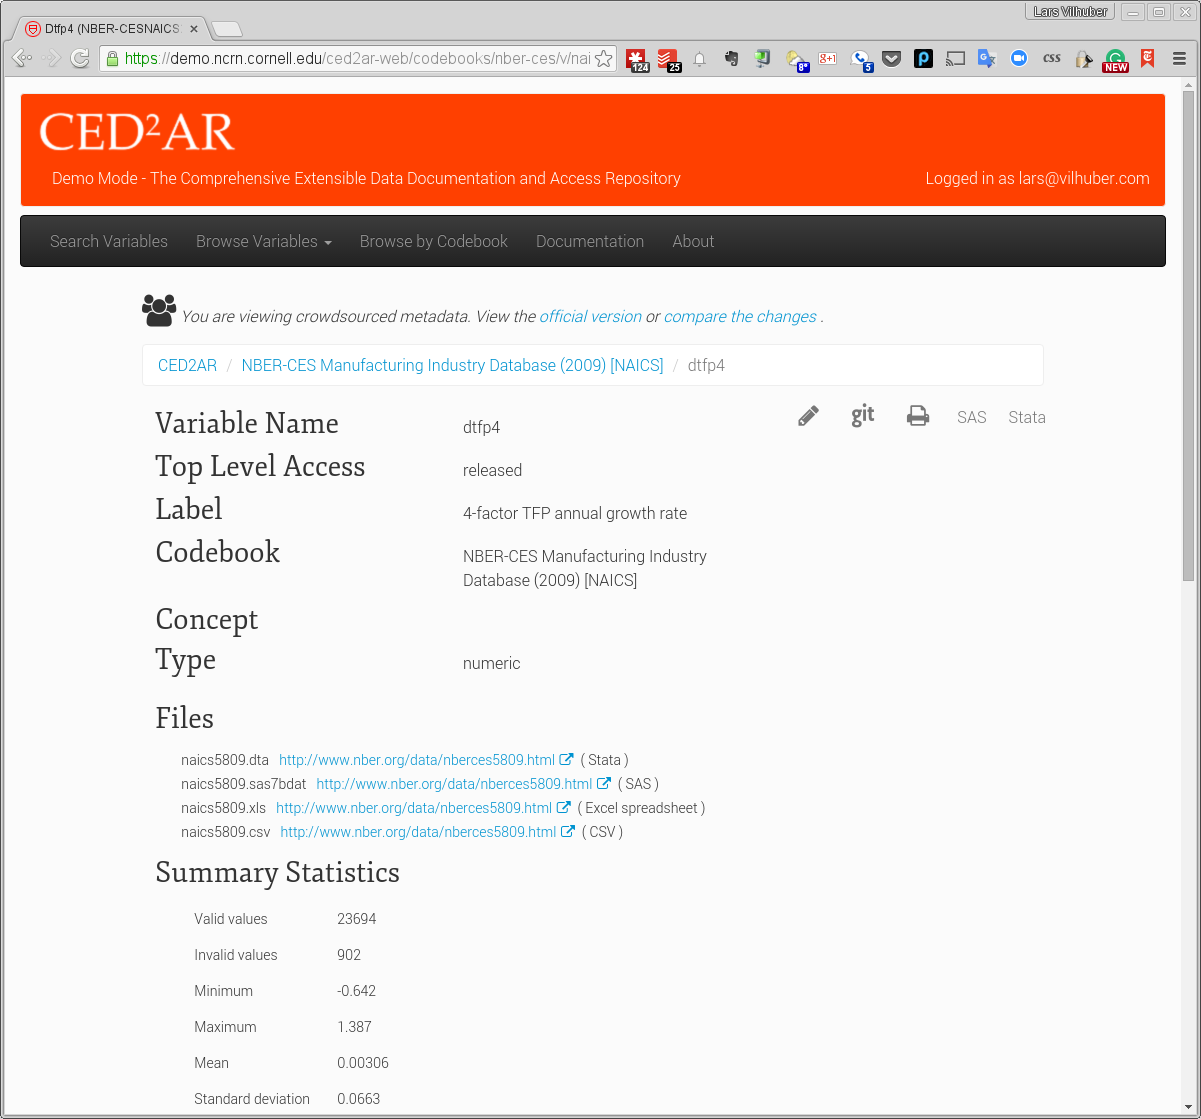 Lars Vilhuber
Dtfp4 (NBER-CESNAICS
https://demo.ncrn.cornell.edu/ced2ar-web/codebooks/nber-ces/v/nai
124
25
8°
g+1
5
css
NEW
CED²AR
Demo Mode - The Comprehensive Extensible Data Documentation and Access Repository
Logged in as lars@vilhuber.com
Search Variables Browse Variables Browse by Codebook Documentation About
You are viewing crowdsourced metadata. View the official version or compare the changes .
CED2AR / NBER-CES Manufacturing Industry Database (2009) [NAICS] / dtfp4
git SAS Stata
Variable Name dtfp4
Top Level Access released
Label 4-factor TFP annual growth rate
Codebook NBER-CES Manufacturing Industry
Database (2009) [NAICS]
Concept
Type numeric
Files
naics5809.dta http://www.nber.org/data/nberces5809.html ( Stata )
naics5809.sas7bdat http://www.nber.org/data/nberces5809.html ( SAS )
naics5809.xls http://www.nber.org/data/nberces5809.html ( Excel spreadsheet )
naics5809.csv http://www.nber.org/data/nberces5809.html ( CSV )
Summary Statistics
Valid values 23694
Invalid values 902
Minimum -0.642
Maximum 1.387
Mean 0.00306
Standard deviation 0.0663